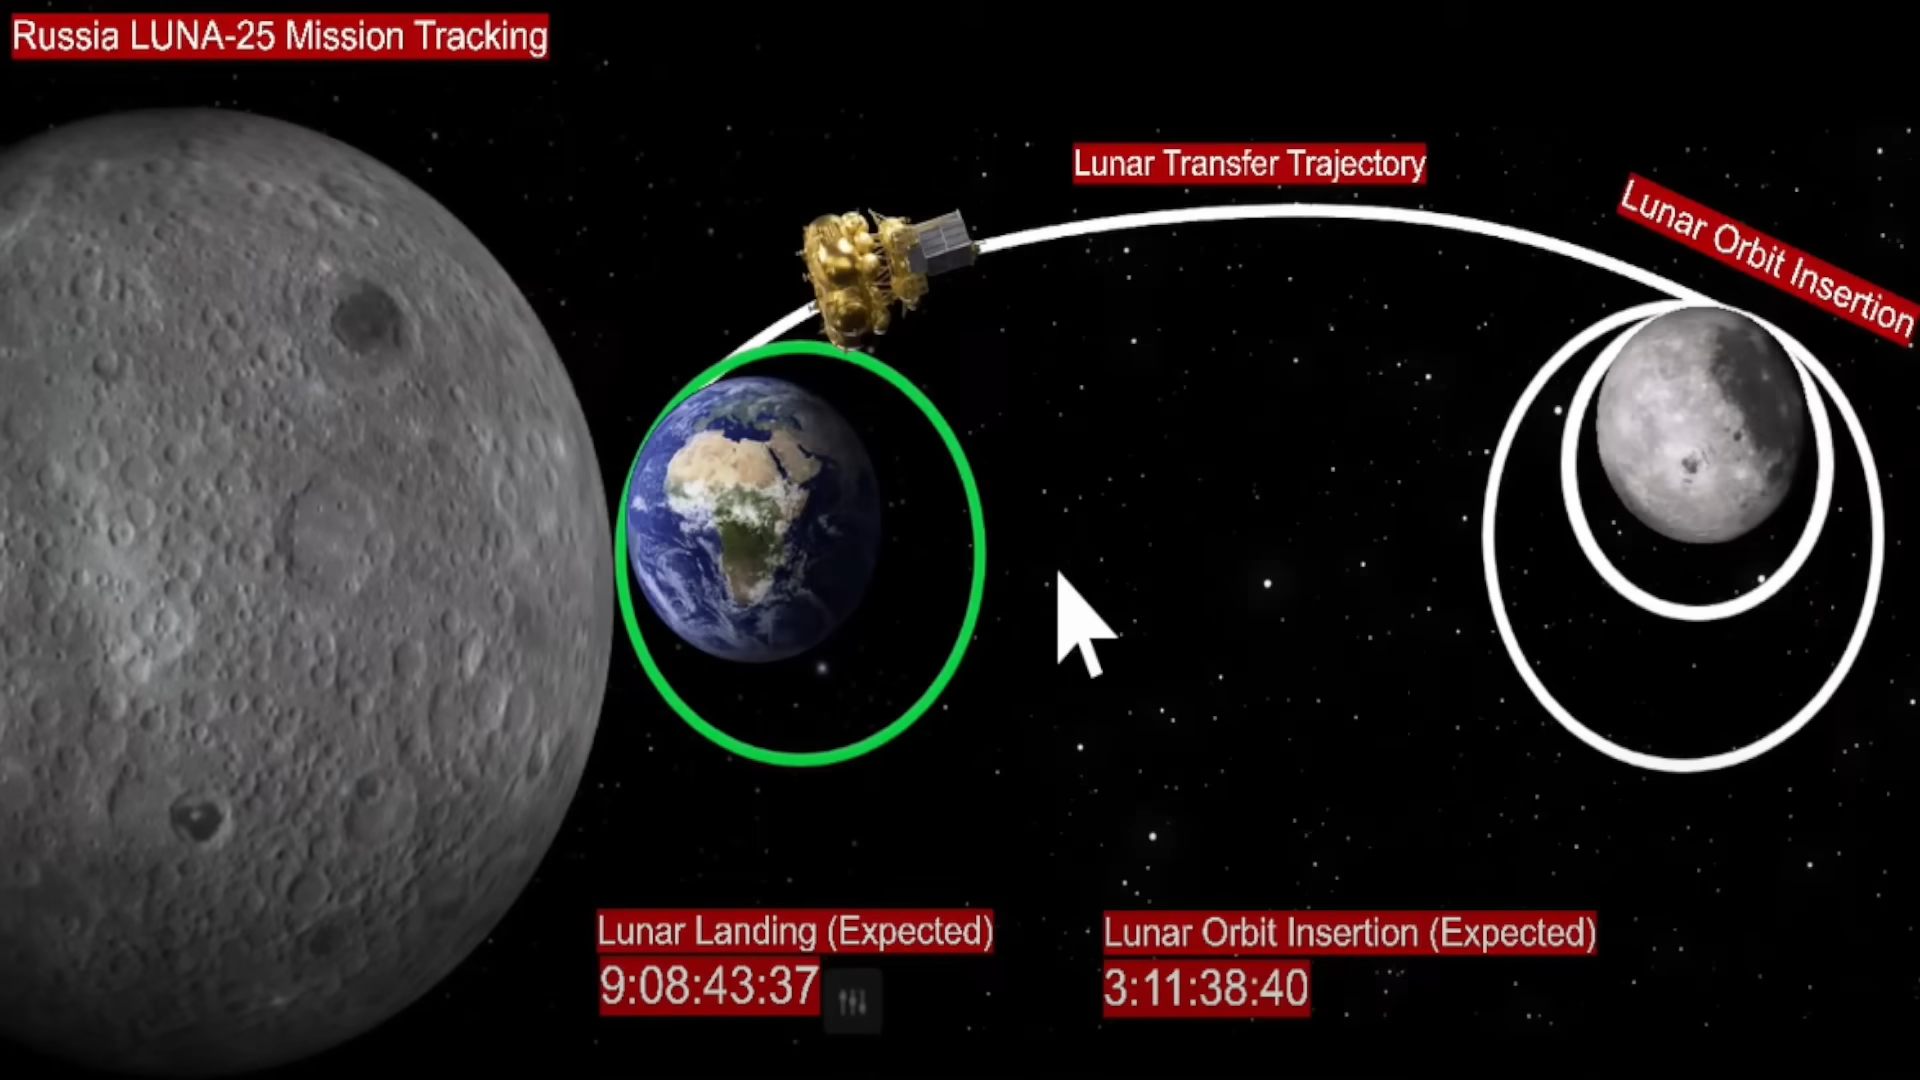 Russia LUNA-25 Mission Tracking
Lunar Transfer Trajectory
Lunar Orbit Insertion
Lunar Landing (Expected)
9:08:43:37
Lunar Orbit Insertion (Expected)
3:11:38:40